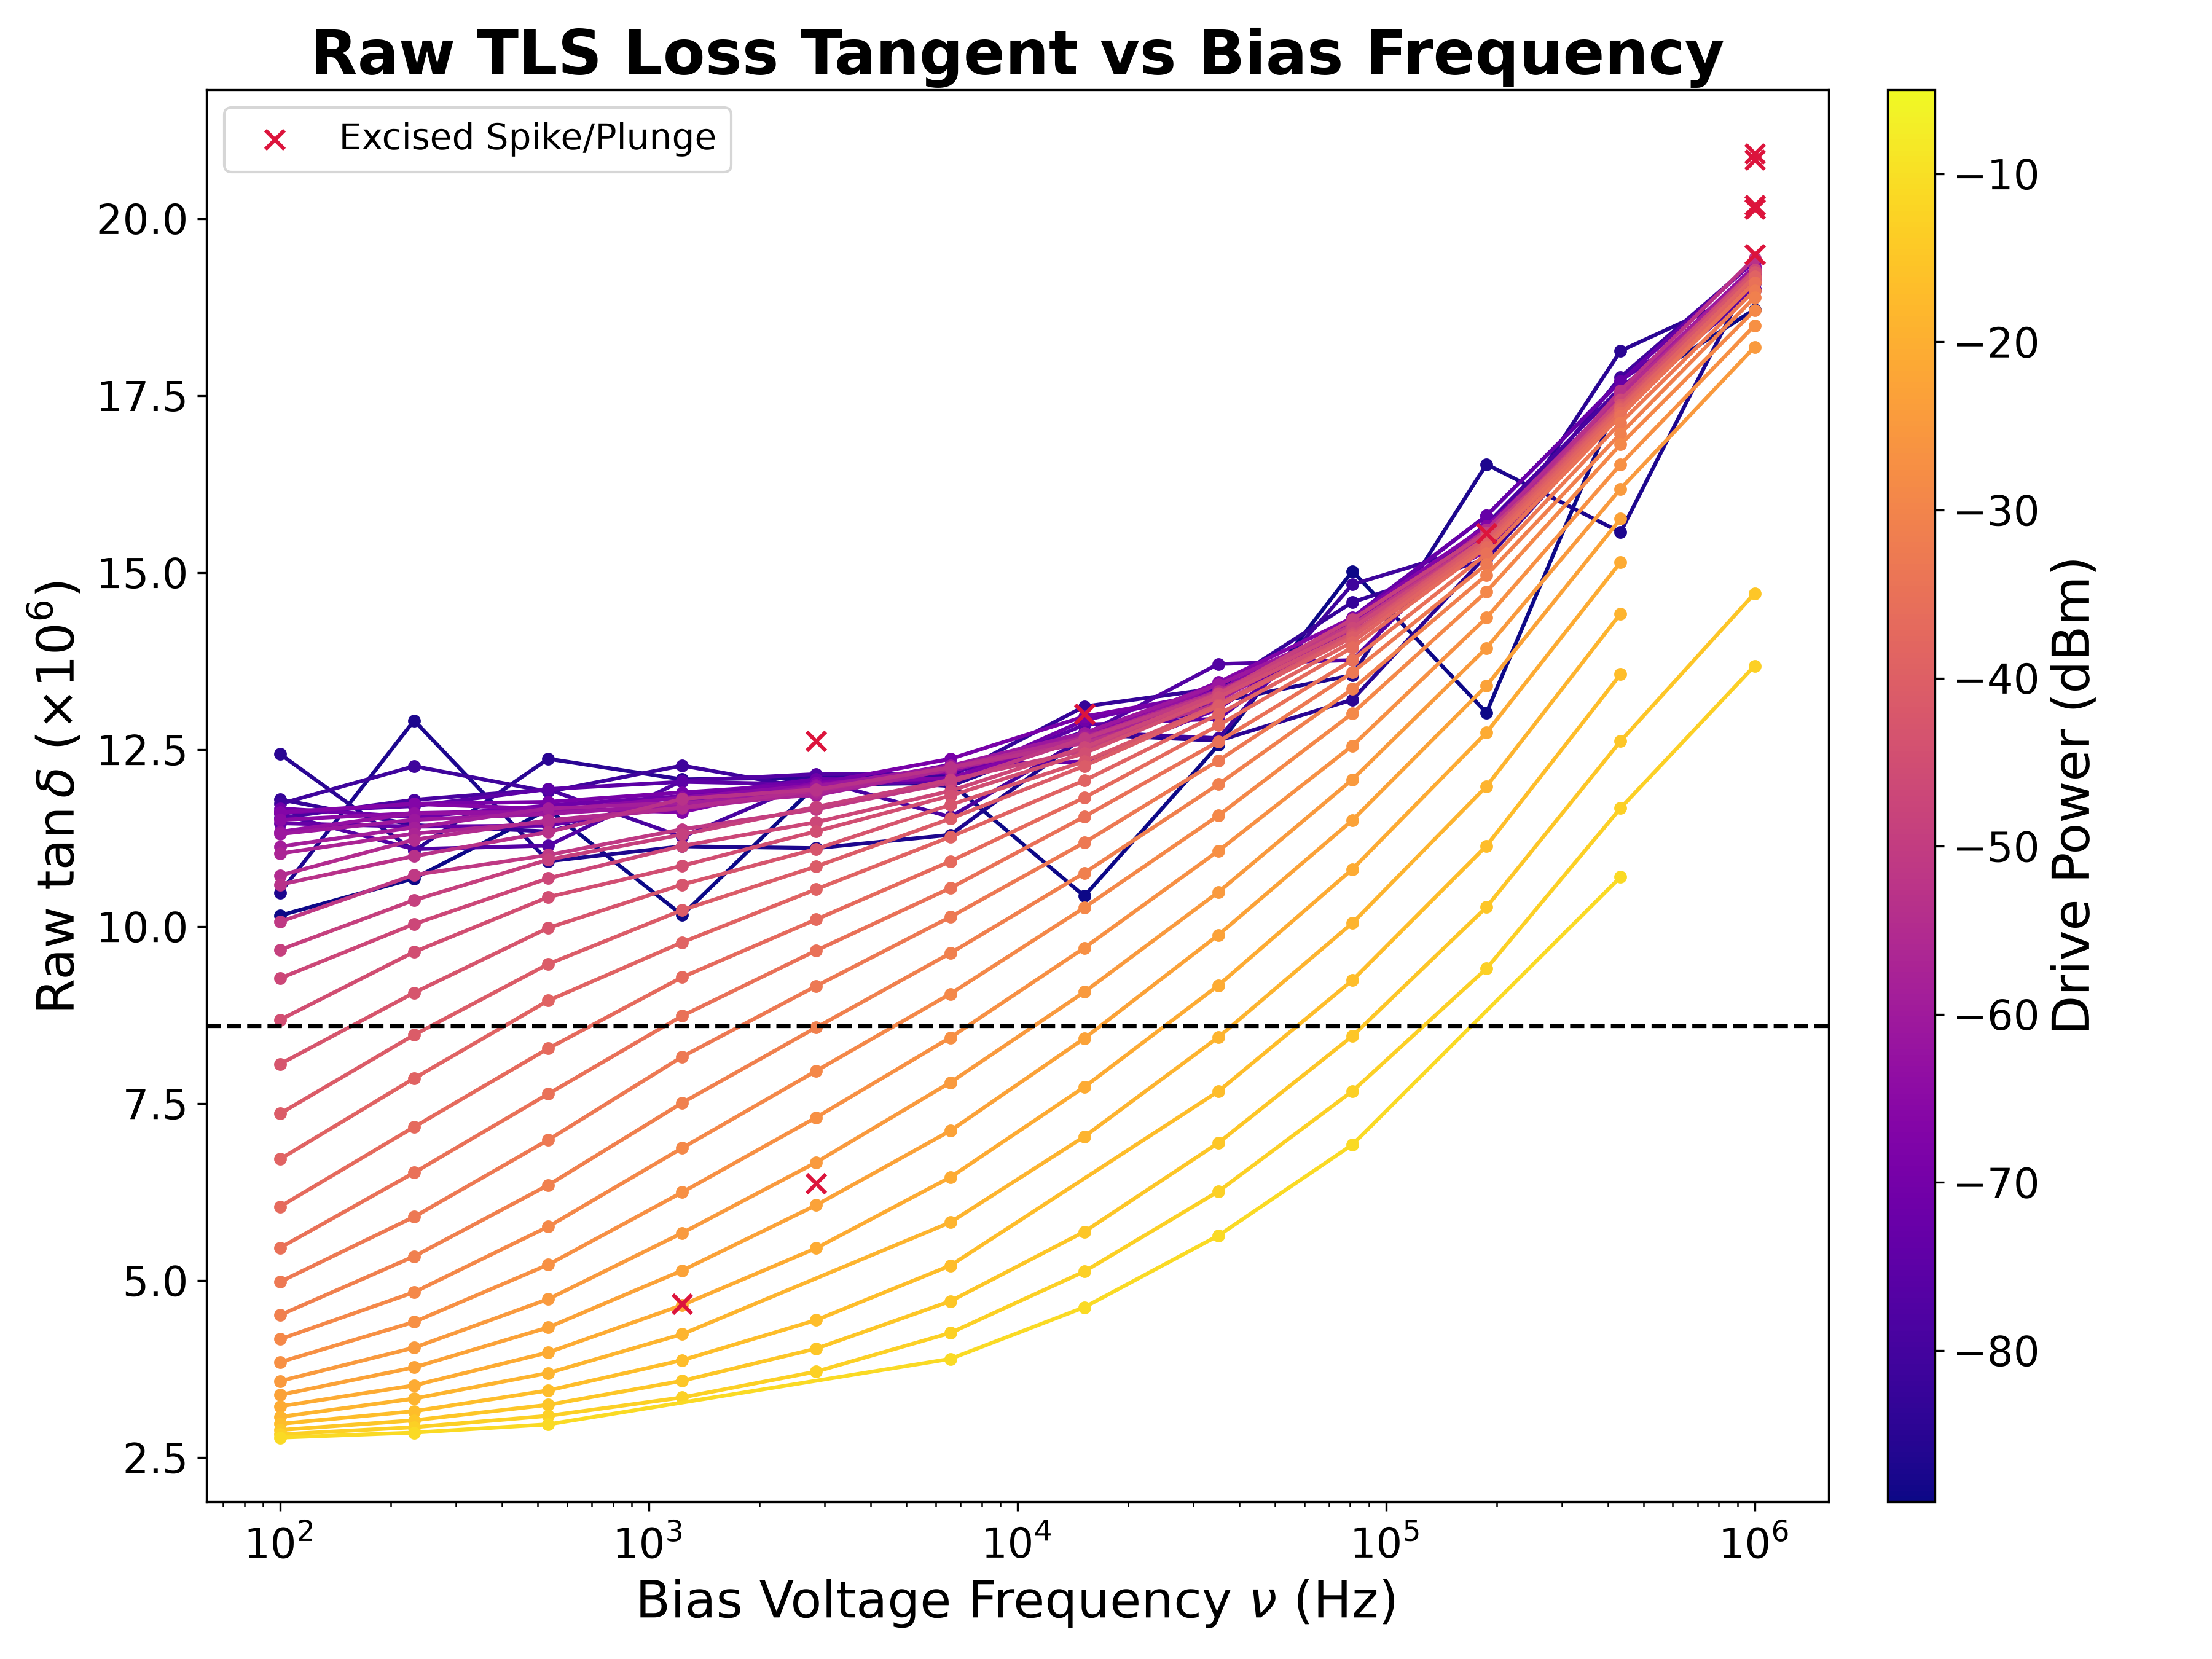 Raw TLS Loss Tangent vs Bias Frequency
Excised Spike/Plunge
Raw tan δ (×10⁶)
20.0
17.5
15.0
12.5
10.0
7.5
5.0
2.5
10² 10³ 10⁴ 10⁵ 10⁶
Bias Voltage Frequency ν (Hz)
−10
−20
−30
−40
−50
−60
−70
−80
Drive Power (dBm)